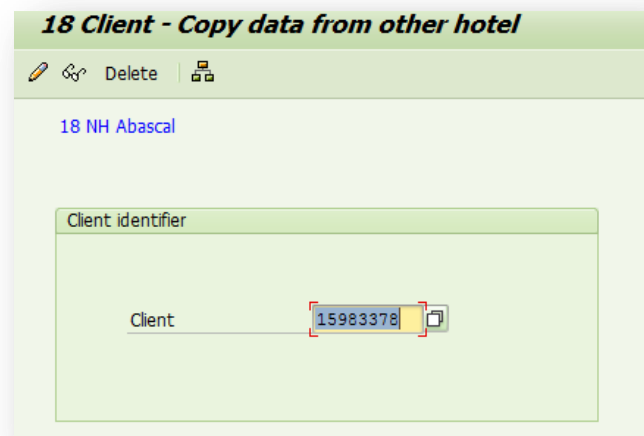 18 Client - Copy data from other hotel
Delete
18 NH Abascal
Client identifier
Client 15983378